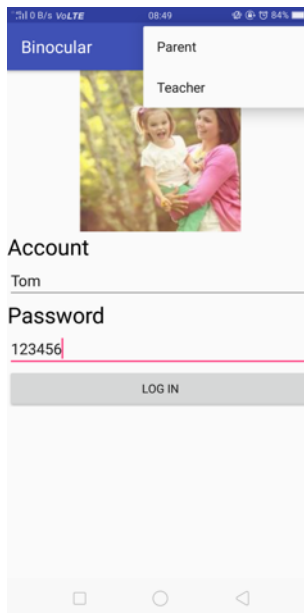 0 B/s VoLTE 08:49 84%
Binocular
Parent
Teacher
Account
Tom
Password
123456
LOG IN